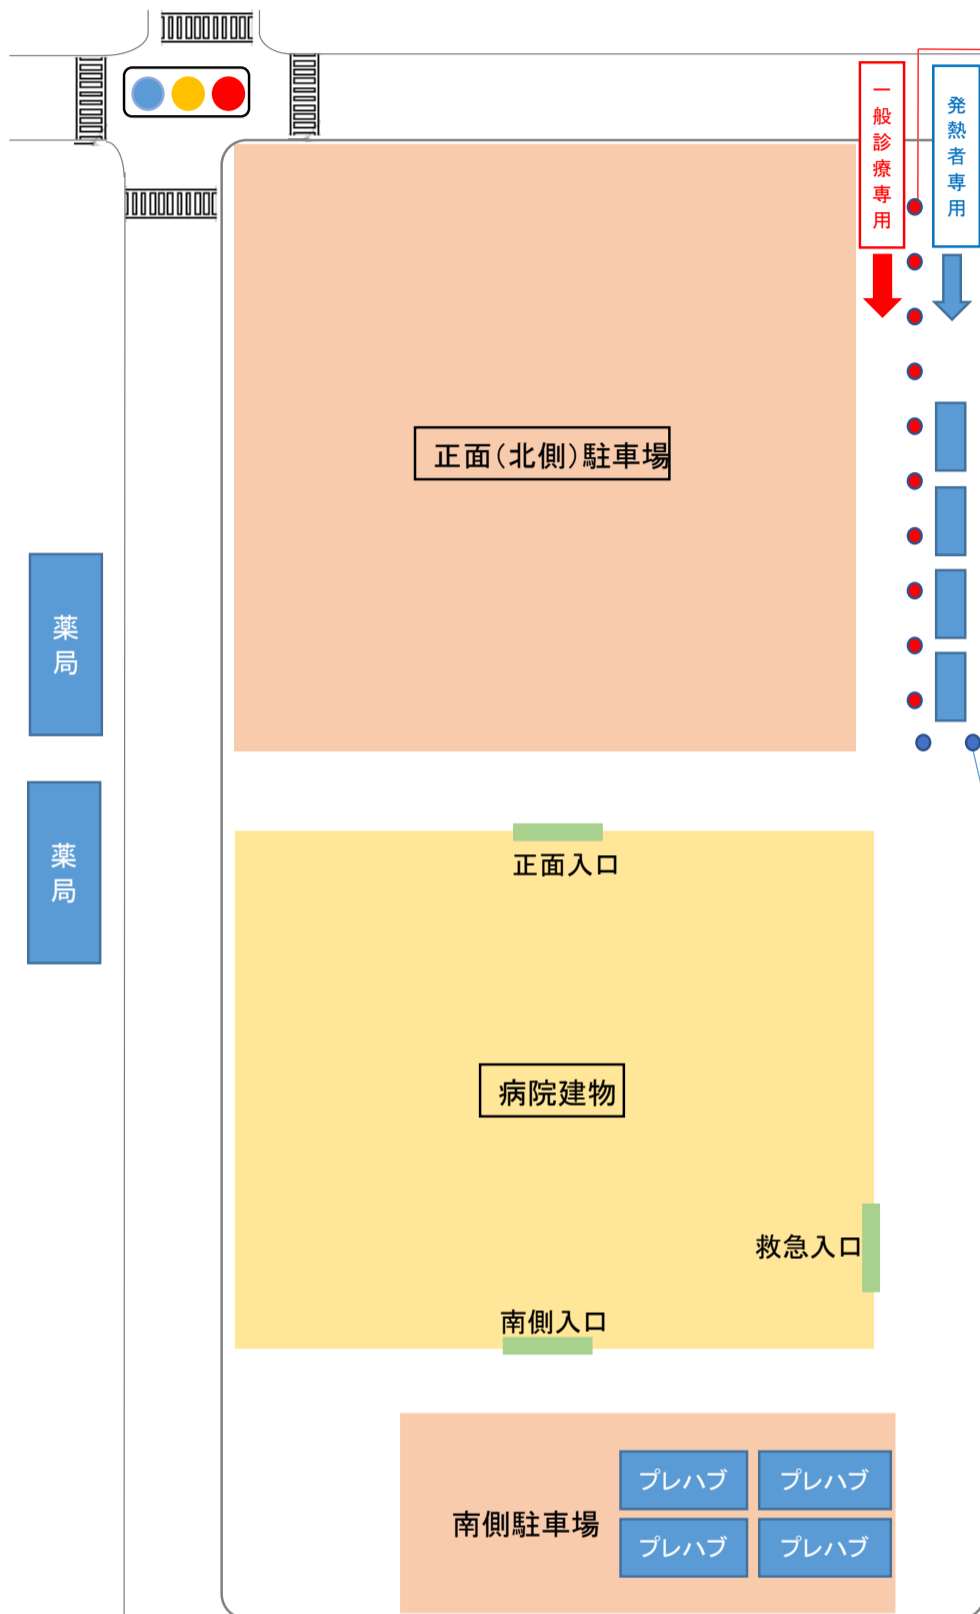 一般診療専用
発熱者専用
正面（北側）駐車場
薬局
薬局
正面入口
病院建物
救急入口
南側入口
南側駐車場
プレハブ
プレハブ
プレハブ
プレハブ